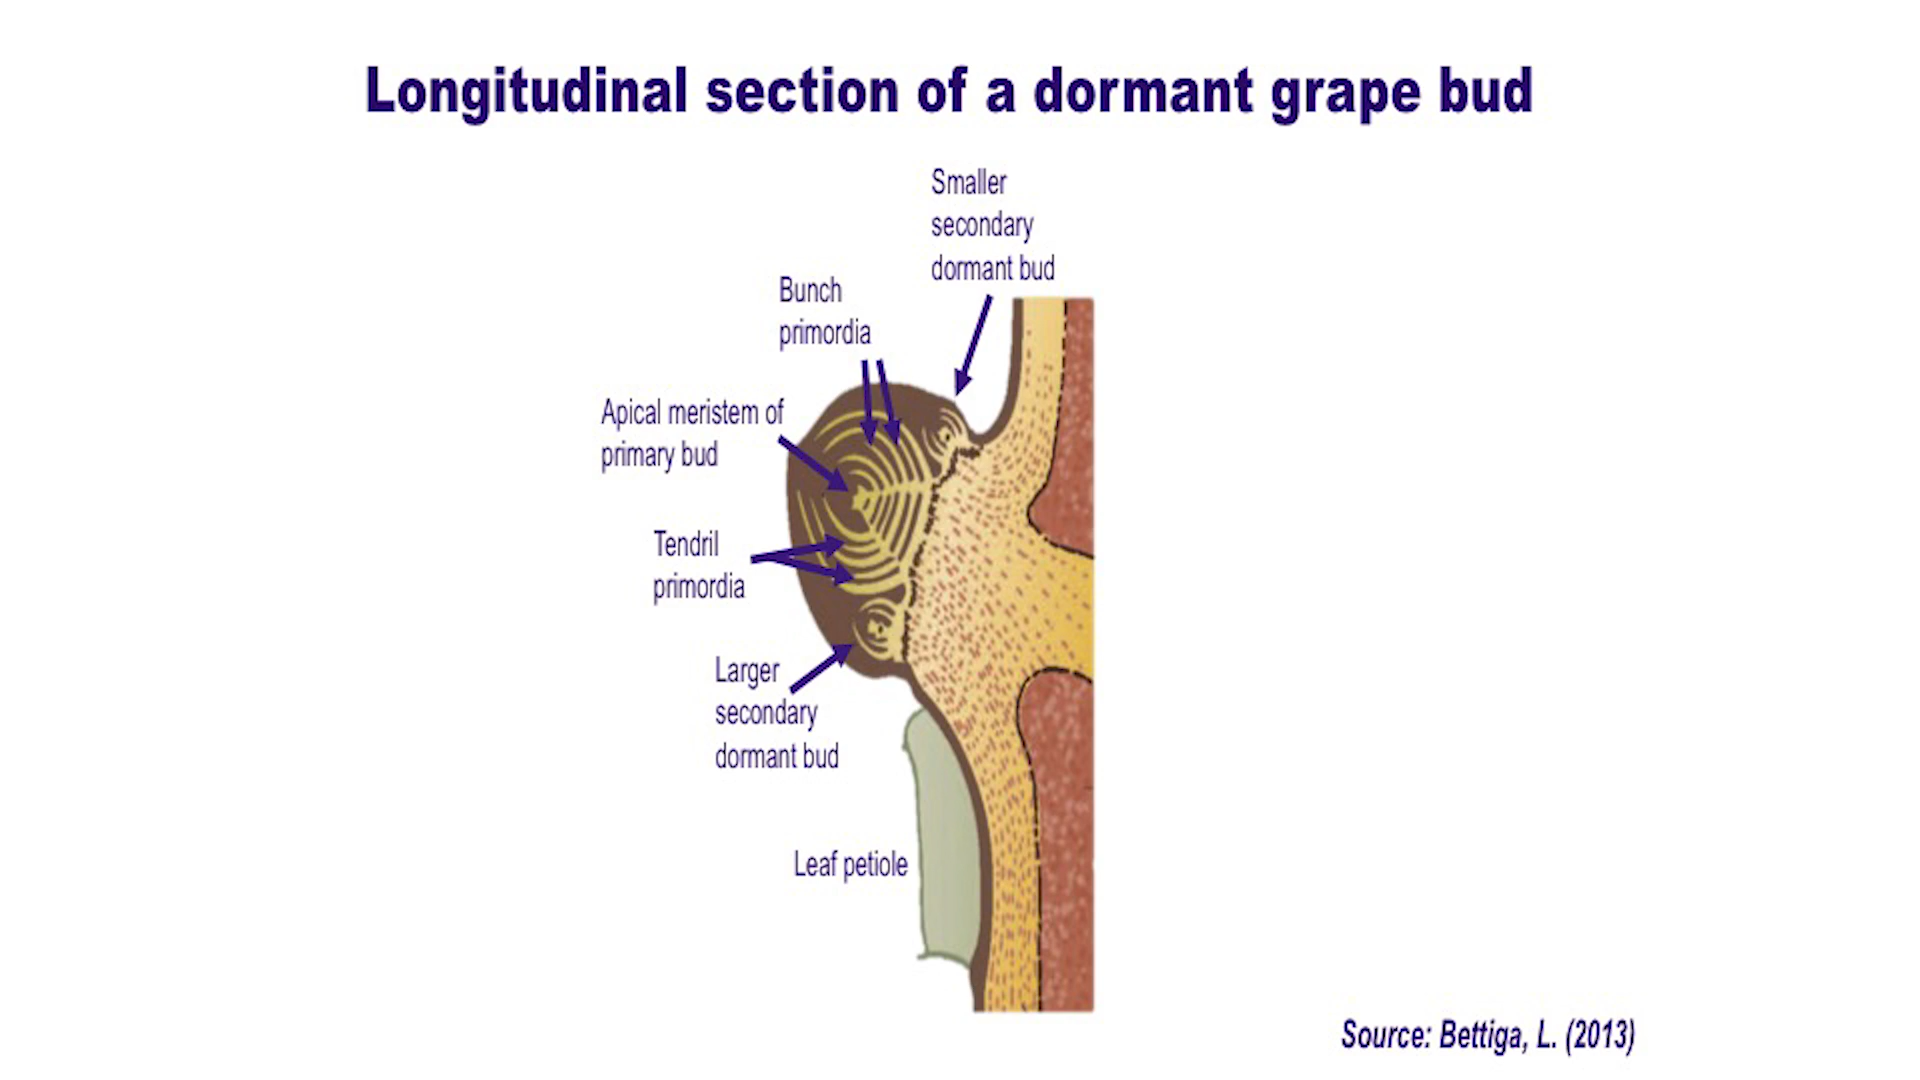 Longitudinal section of a dormant grape bud
Smaller
secondary
dormant bud
Bunch
primordia
Apical meristem of
primary bud
Tendril
primordia
Larger
secondary
dormant bud
Leaf petiole
Source: Bettiga, L. (2013)